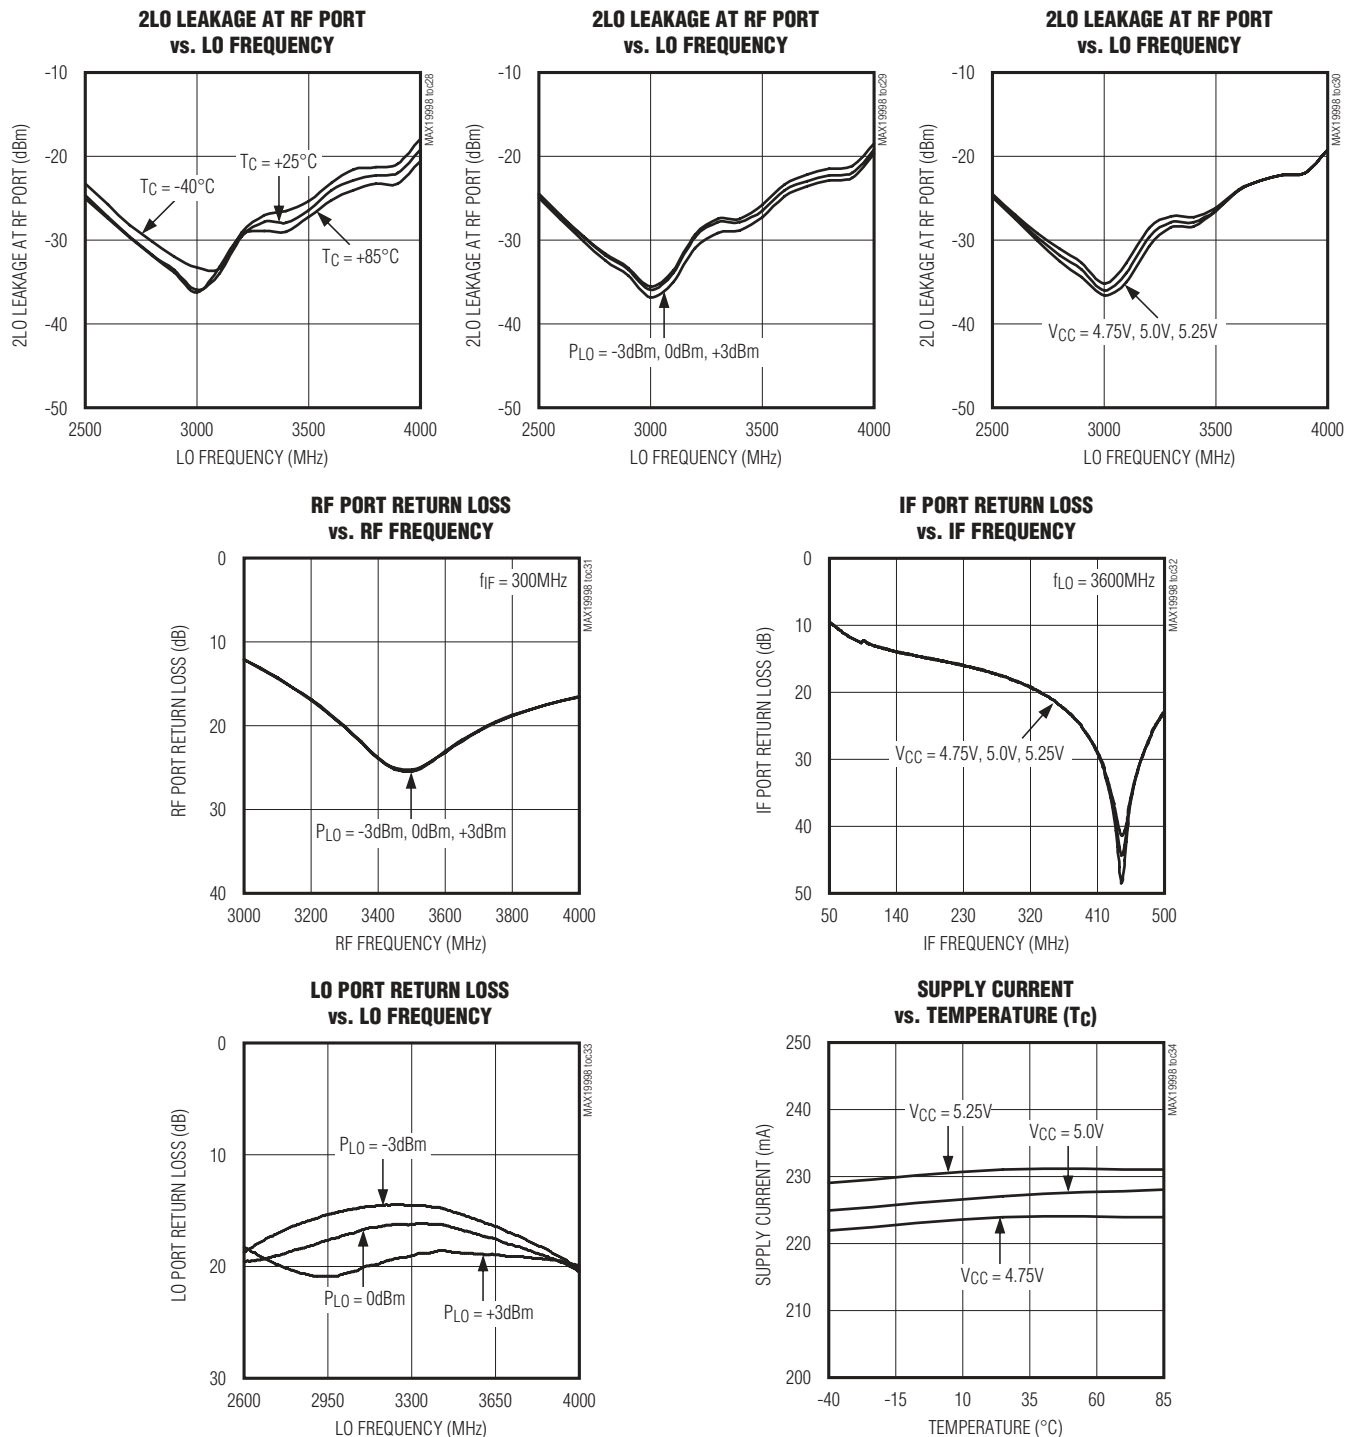 2LO LEAKAGE AT RF PORT
vs. LO FREQUENCY
MAX19998 toc28
2LO LEAKAGE AT RF PORT (dBm)
-10
-20
-30
-40
-50
TC = -40°C
TC = +25°C
TC = +85°C
2500
3000
3500
4000
LO FREQUENCY (MHz)
2LO LEAKAGE AT RF PORT
vs. LO FREQUENCY
MAX19998 toc29
2LO LEAKAGE AT RF PORT (dBm)
-10
-20
-30
-40
-50
PLO = -3dBm, 0dBm, +3dBm
2500
3000
3500
4000
LO FREQUENCY (MHz)
2LO LEAKAGE AT RF PORT
vs. LO FREQUENCY
MAX19998 toc30
2LO LEAKAGE AT RF PORT (dBm)
-10
-20
-30
-40
-50
VCC = 4.75V, 5.0V, 5.25V
2500
3000
3500
4000
LO FREQUENCY (MHz)
RF PORT RETURN LOSS
vs. RF FREQUENCY
MAX19998 toc31
RF PORT RETURN LOSS (dB)
0
10
20
30
40
fIF = 300MHz
PLO = -3dBm, 0dBm, +3dBm
3000
3200
3400
3600
3800
4000
RF FREQUENCY (MHz)
IF PORT RETURN LOSS
vs. IF FREQUENCY
MAX19998 toc32
IF PORT RETURN LOSS (dB)
0
10
20
30
40
50
fLO = 3600MHz
VCC = 4.75V, 5.0V, 5.25V
50
140
230
320
410
500
IF FREQUENCY (MHz)
LO PORT RETURN LOSS
vs. LO FREQUENCY
MAX19998 toc33
LO PORT RETURN LOSS (dB)
0
10
20
30
PLO = -3dBm
PLO = 0dBm
PLO = +3dBm
2600
2950
3300
3650
4000
LO FREQUENCY (MHz)
SUPPLY CURRENT
vs. TEMPERATURE (TC)
MAX19998 toc34
SUPPLY CURRENT (mA)
250
240
230
220
210
200
VCC = 5.25V
VCC = 5.0V
VCC = 4.75V
-40
-15
10
35
60
85
TEMPERATURE (°C)